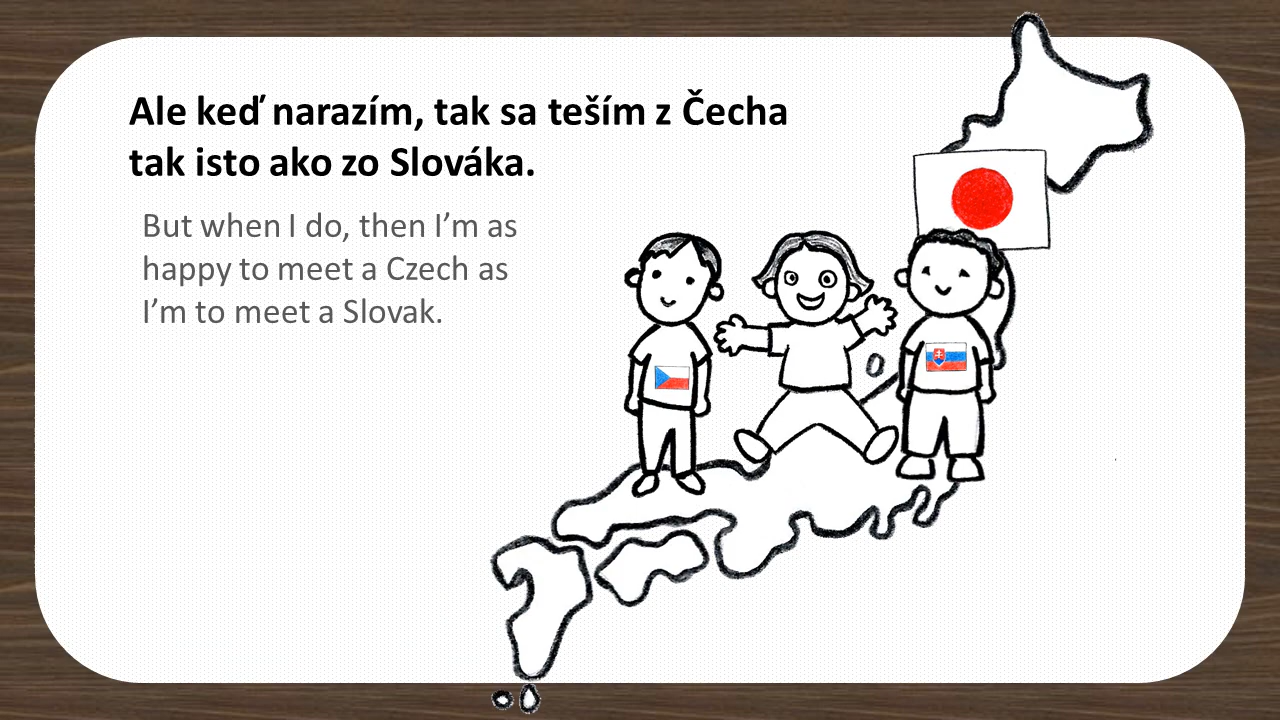 Ale keď narazím, tak sa teším z Čecha
tak isto ako zo Slováka.
But when I do, then I’m as
happy to meet a Czech as
I’m to meet a Slovak.